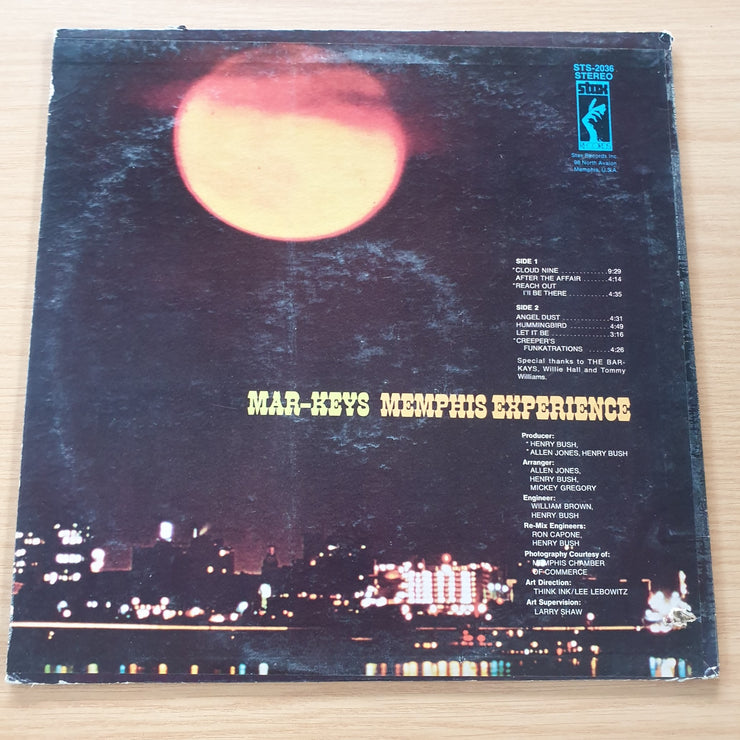 STS-2036
STEREO
Stax
RECORDS
Stax Records Inc.
98 North Avalon
Memphis, U.S.A.
SIDE 1
*CLOUD NINE ............ 9:29
AFTER THE AFFAIR ....... 4:14
*REACH OUT
I'll BE THERE .......... 4:35
SIDE 2
ANGEL DUST ............. 4:31
HUMMINGBIRD ............ 4:49
LET IT BE .............. 3:16
*CREEPER'S
FUNKATRATIONS ...... 4:26
Special thanks to THE BAR-
KAYS, Willie Hall and Tommy
Williams.
MAR-KEYS MEMPHIS EXPERIENCE
Producer:
* HENRY BUSH,
* ALLEN JONES, HENRY BUSH
Arranger:
ALLEN JONES,
HENRY BUSH,
MICKEY GREGORY
Engineer:
WILLIAM BROWN,
HENRY BUSH
Re-Mix Engineers:
RON CAPONE,
HENRY BUSH
Photography Courtesy of:
MEMPHIS CHAMBER
OF COMMERCE
Art Direction:
THINK INK/LEE LEBOWITZ
Art Supervision:
LARRY SHAW